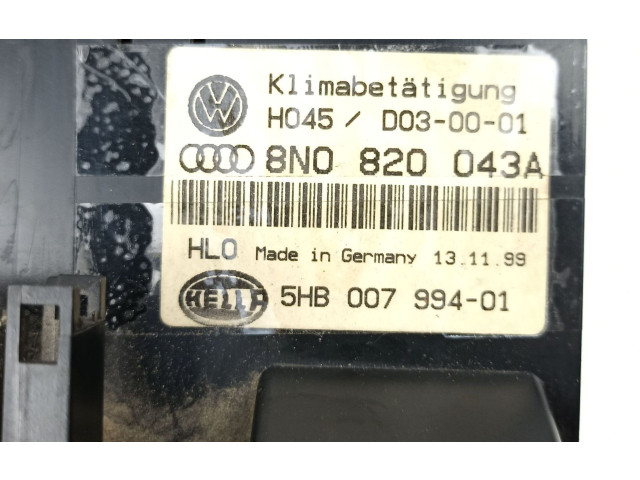 Klimabetätigung
H045 / D03-00-01
8N0 820 043A
HLO Made in Germany 13.11.99
HELLA 5HB 007 994-01